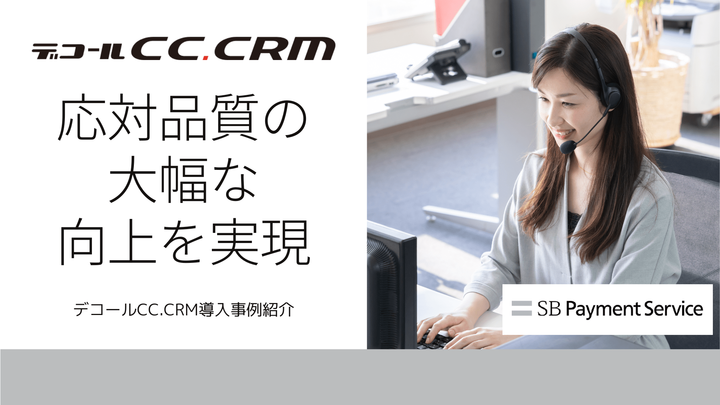 デコールCC.CRM
応対品質の
大幅な
向上を実現
デコールCC.CRM導入事例紹介
SB Payment Service